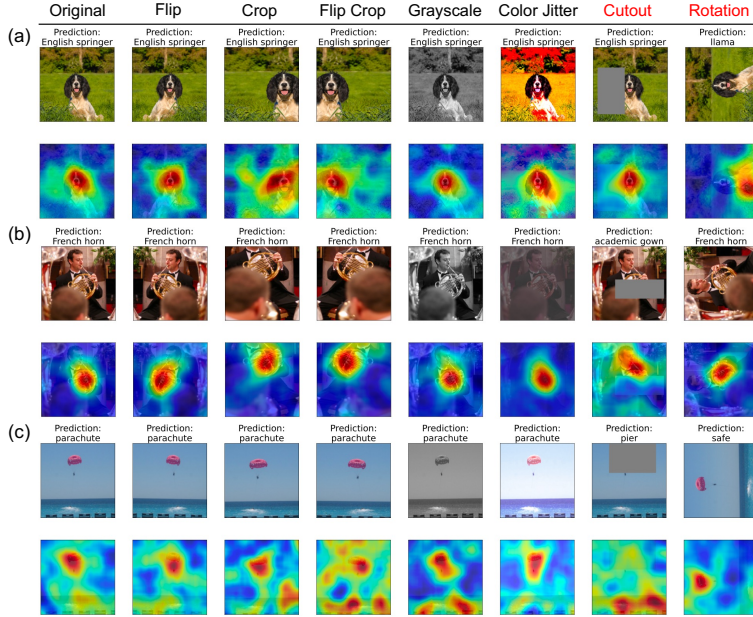 Original Flip Crop Flip Crop Grayscale Color Jitter Cutout Rotation
(a)
Prediction: Prediction: Prediction: Prediction: Prediction: Prediction: Prediction: Prediction:
English springer English springer English springer English springer English springer English springer English springer llama
(b)
Prediction: Prediction: Prediction: Prediction: Prediction: Prediction: Prediction: Prediction:
French horn French horn French horn French horn French horn French horn academic gown French horn
(c)
Prediction: Prediction: Prediction: Prediction: Prediction: Prediction: Prediction: Prediction:
parachute parachute parachute parachute parachute parachute pier safe